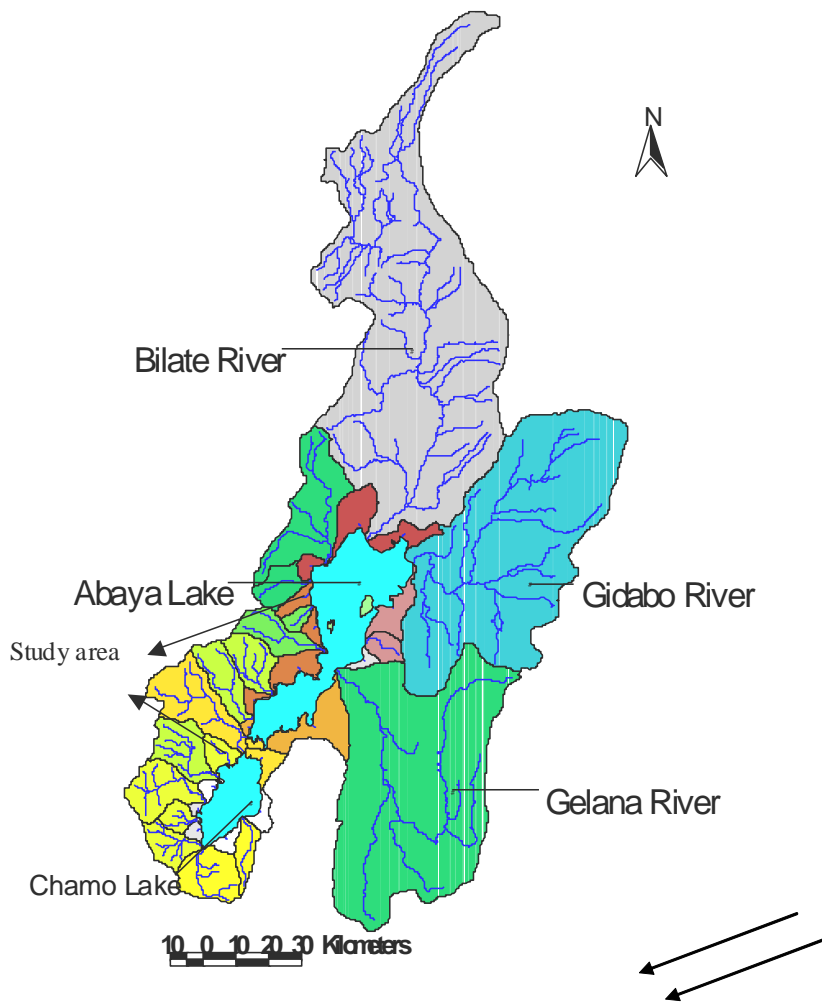 N
Bilate River
Abaya Lake
Gidabo River
Study area
Gelana River
Chamo Lake
10 0 10 20 30 Kilometers